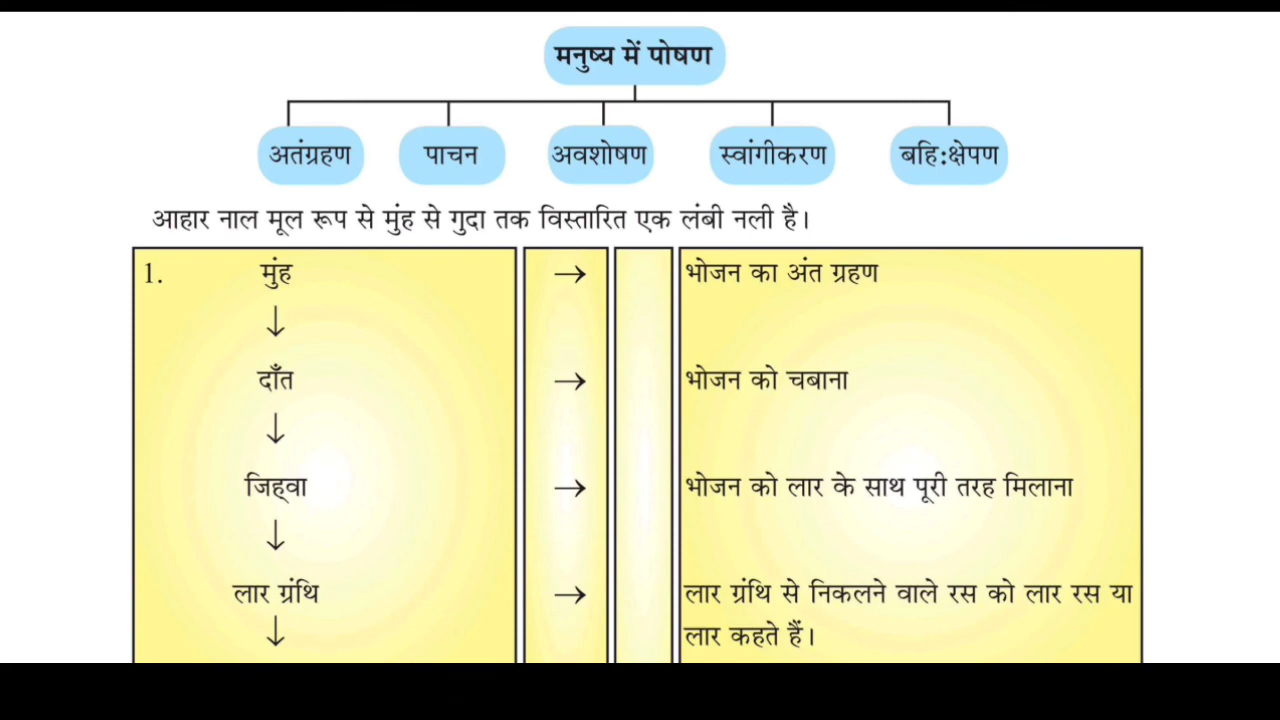 मनुष्य में पोषण
अतंग्रहण पाचन अवशोषण स्वांगीकरण बहि:क्षेपण
आहार नाल मूल रूप से मुंह से गुदा तक विस्तारित एक लंबी नली है।
1. मुंह → भोजन का अंत ग्रहण
↓
दाँत → भोजन को चबाना
↓
जिह्वा → भोजन को लार के साथ पूरी तरह मिलाना
↓
लार ग्रंथि → लार ग्रंथि से निकलने वाले रस को लार रस या
↓ लार कहते हैं।